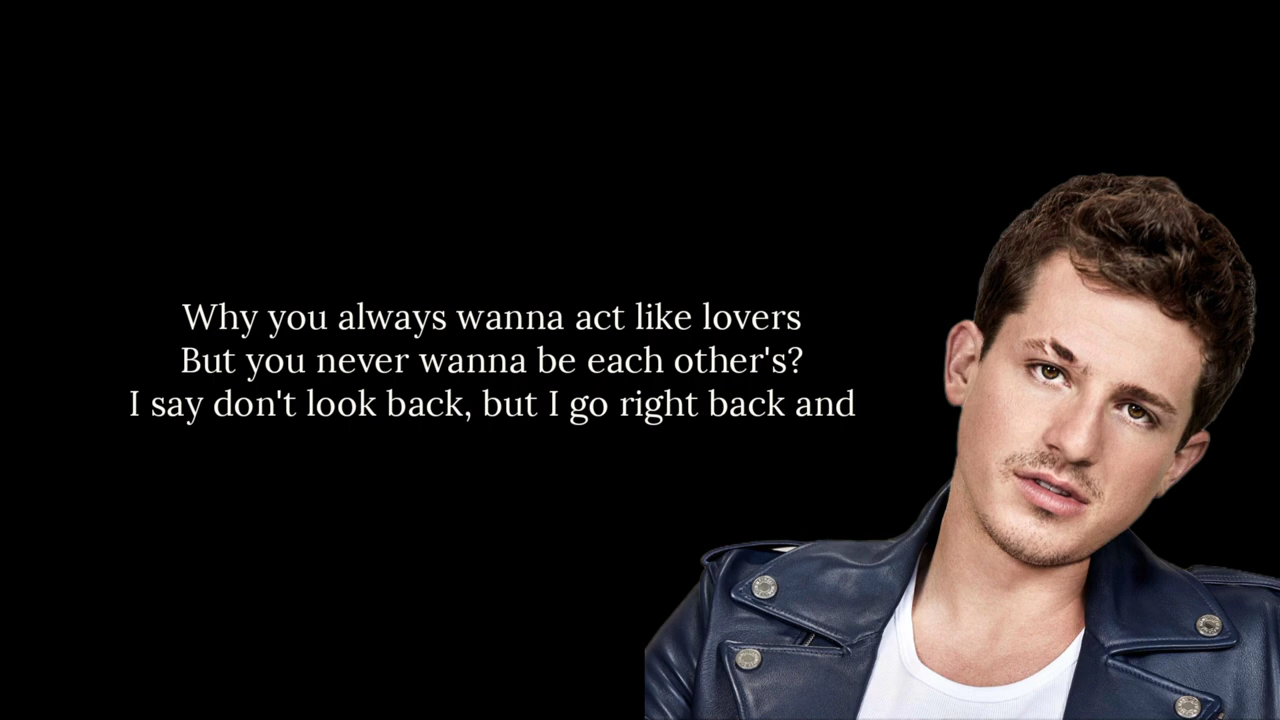 Why you always wanna act like lovers
But you never wanna be each other's?
I say don't look back, but I go right back and